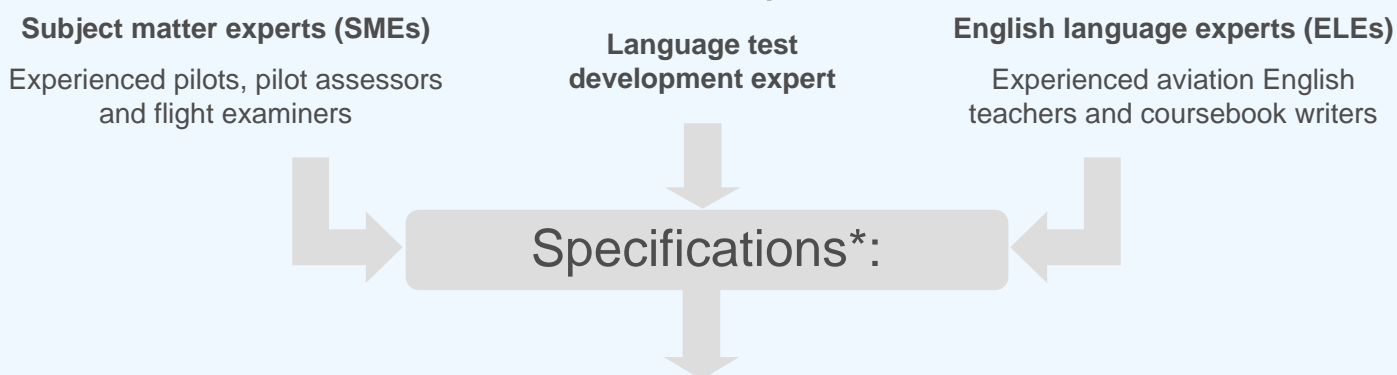 Subject matter experts (SMEs)
Experienced pilots, pilot assessors
and flight examiners
Language test
development expert
English language experts (ELEs)
Experienced aviation English
teachers and coursebook writers
Specifications*: